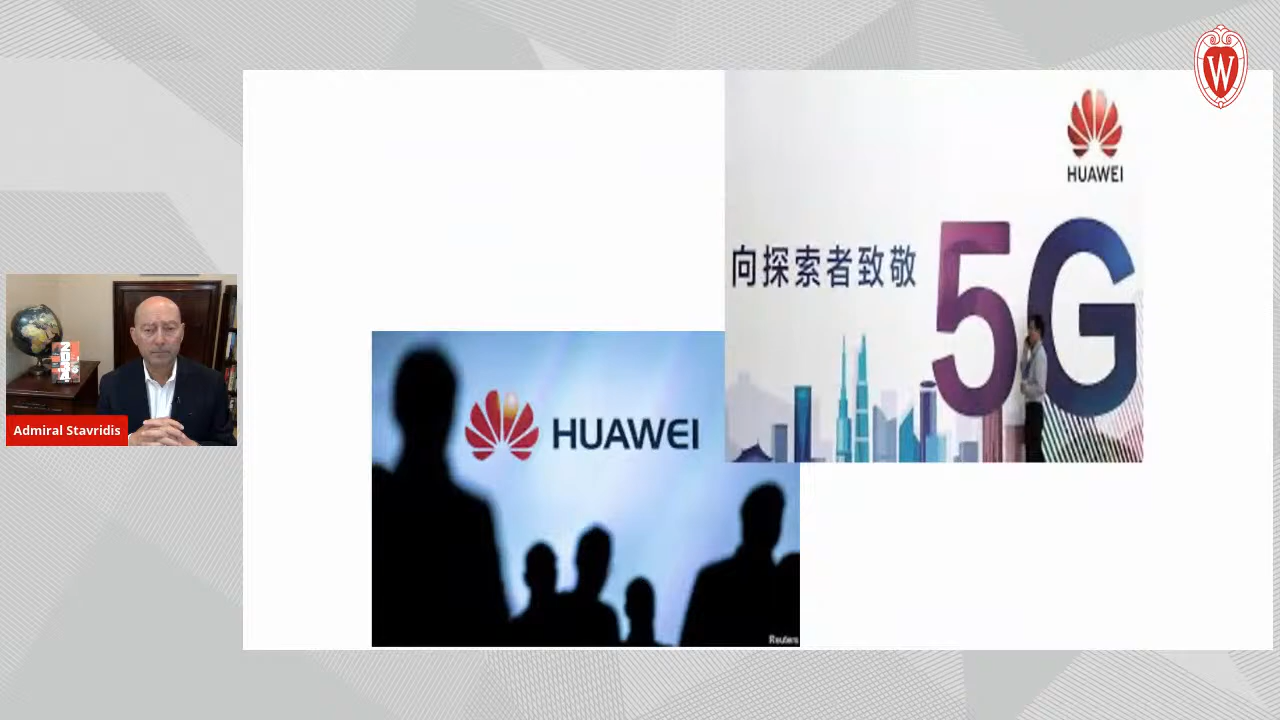 W
HUAWEI
向探索者致敬
5G
HUAWEI
Reuters
Admiral Stavridis